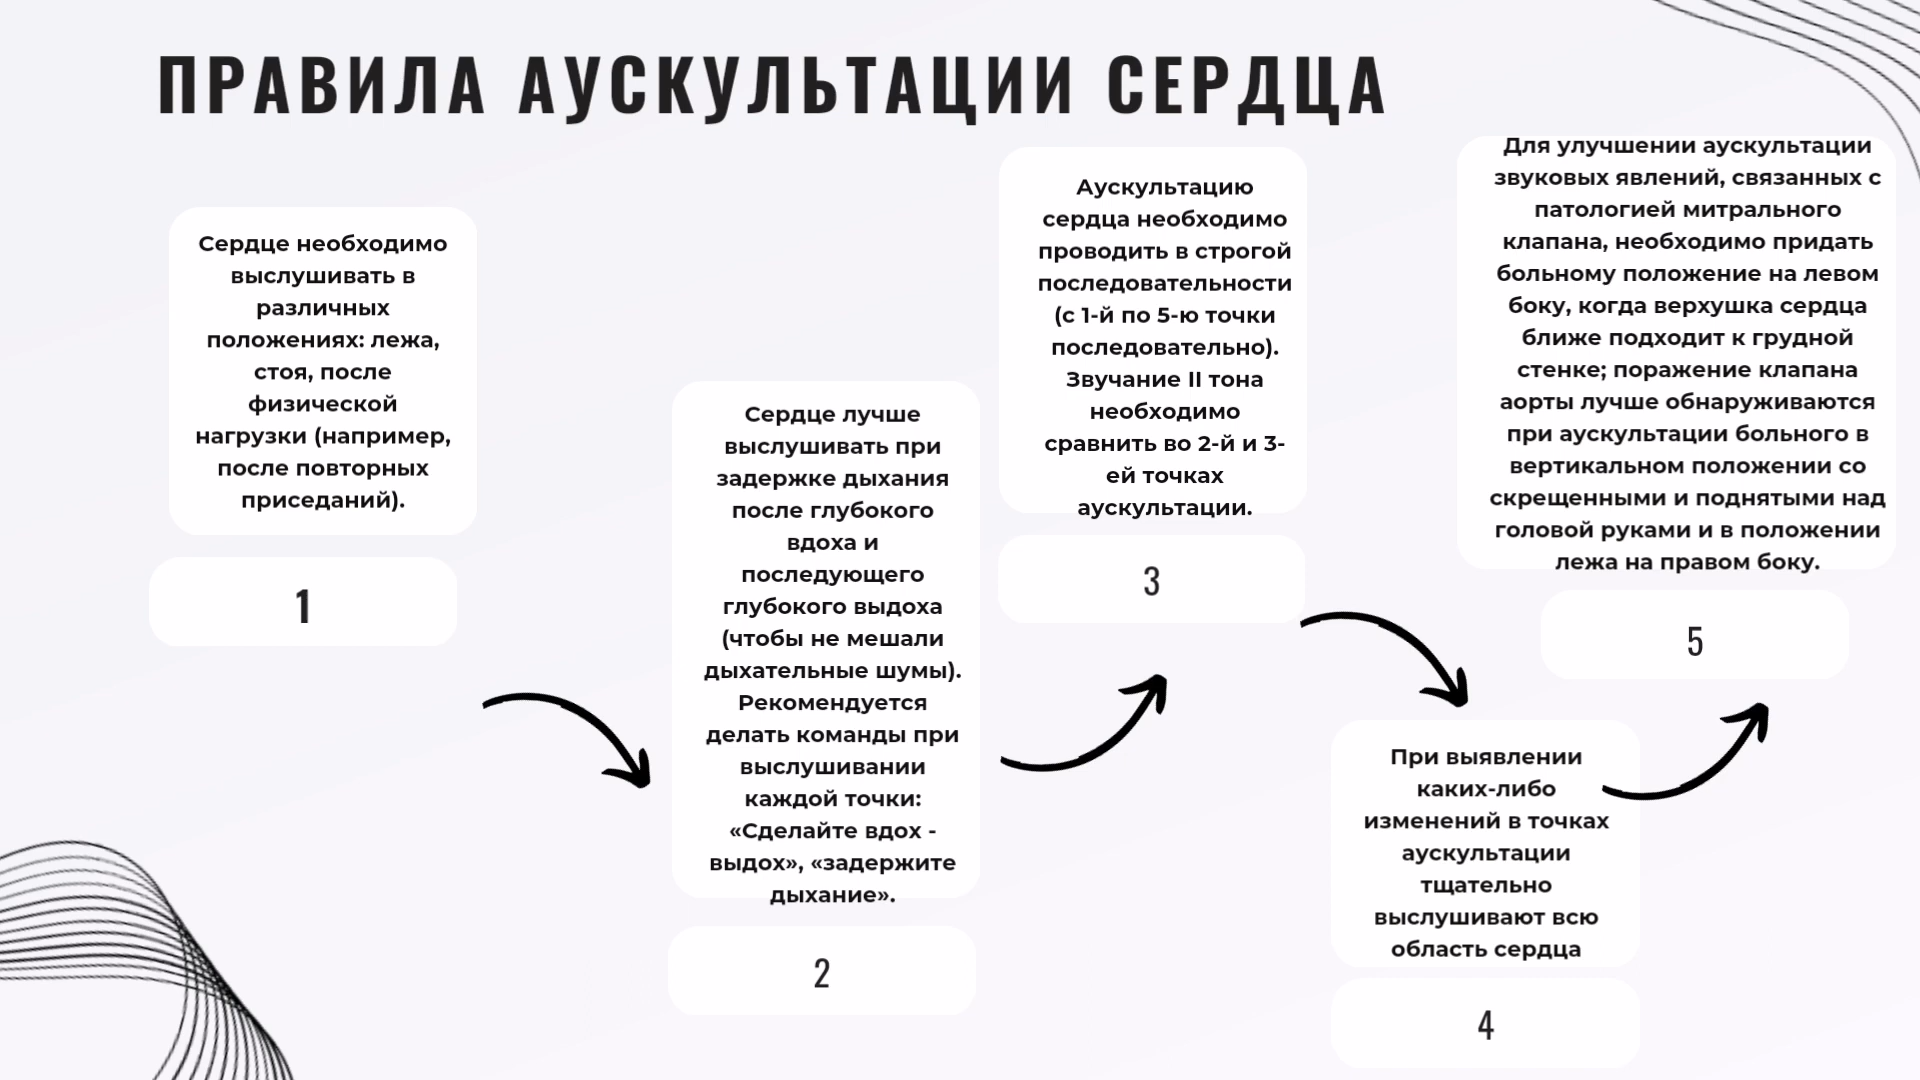 ПРАВИЛА АУСКУЛЬТАЦИИ СЕРДЦА
Сердце необходимо
выслушивать в
различных
положениях: лежа,
стоя, после
физической
нагрузки (например,
после повторных
приседаний).
1
Сердце лучше
выслушивать при
задержке дыхания
после глубокого
вдоха и
последующего
глубокого выдоха
(чтобы не мешали
дыхательные шумы).
Рекомендуется
делать команды при
выслушивании
каждой точки:
«Сделайте вдох -
выдох», «задержите
дыхание».
2
Аускультацию
сердца необходимо
проводить в строгой
последовательности
(с 1-й по 5-ю точки
последовательно).
Звучание II тона
необходимо
сравнить во 2-й и 3-
ей точках
аускультации.
3
При выявлении
каких-либо
изменений в точках
аускультации
тщательно
выслушивают всю
область сердца
4
Для улучшении аускультации
звуковых явлений, связанных с
патологией митрального
клапана, необходимо придать
больному положение на левом
боку, когда верхушка сердца
ближе подходит к грудной
стенке; поражение клапана
аорты лучше обнаруживаются
при аускультации больного в
вертикальном положении со
скрещенными и поднятыми над
головой руками и в положении
лежа на правом боку.
5